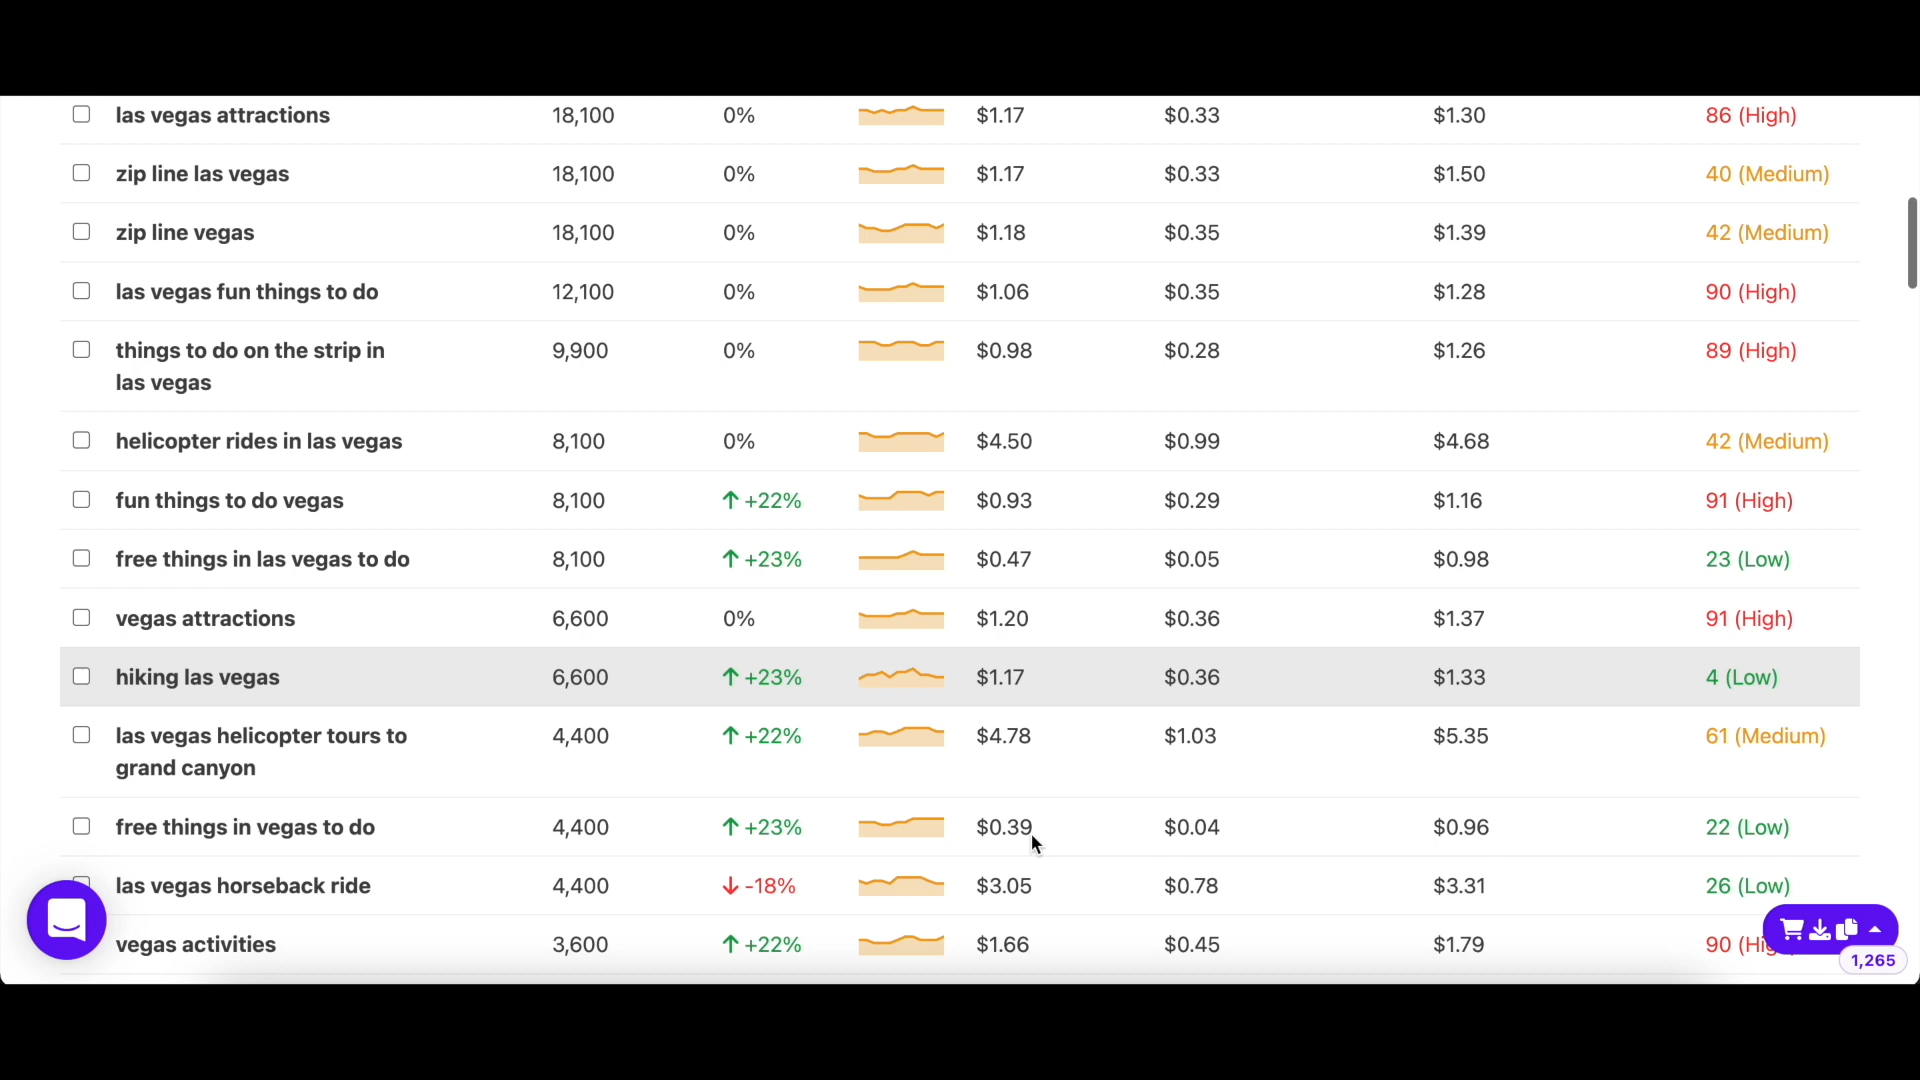 las vegas attractions 18,100 0% $1.17 $0.33 $1.30 86 (High)
zip line las vegas 18,100 0% $1.17 $0.33 $1.50 40 (Medium)
zip line vegas 18,100 0% $1.18 $0.35 $1.39 42 (Medium)
las vegas fun things to do 12,100 0% $1.06 $0.35 $1.28 90 (High)
things to do on the strip in 9,900 0% $0.98 $0.28 $1.26 89 (High)
las vegas
helicopter rides in las vegas 8,100 0% $4.50 $0.99 $4.68 42 (Medium)
fun things to do vegas 8,100 +22% $0.93 $0.29 $1.16 91 (High)
free things in las vegas to do 8,100 +23% $0.47 $0.05 $0.98 23 (Low)
vegas attractions 6,600 0% $1.20 $0.36 $1.37 91 (High)
hiking las vegas 6,600 +23% $1.17 $0.36 $1.33 4 (Low)
las vegas helicopter tours to 4,400 +22% $4.78 $1.03 $5.35 61 (Medium)
grand canyon
free things in vegas to do 4,400 +23% $0.39 $0.04 $0.96 22 (Low)
las vegas horseback ride 4,400 -18% $3.05 $0.78 $3.31 26 (Low)
vegas activities 3,600 +22% $1.66 $0.45 $1.79 90
1,265